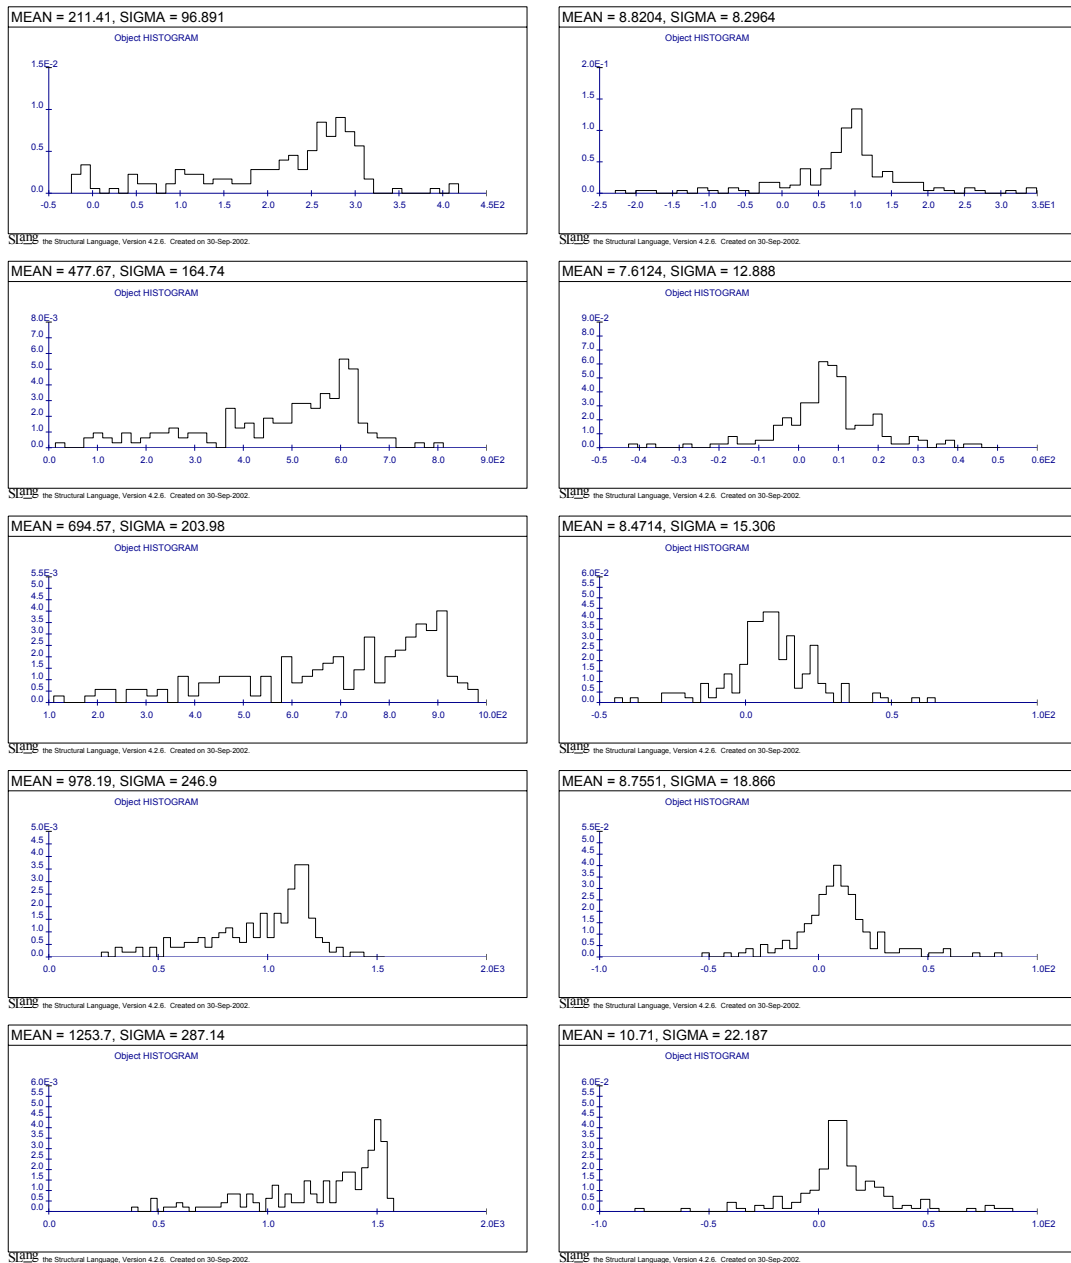 MEAN = 211.41, SIGMA = 96.891
Object HISTOGRAM
1.5E-2
1.0
0.5
0.0
-0.5 0.0 0.5 1.0 1.5 2.0 2.5 3.0 3.5 4.0 4.5E2
SLang the Structural Language, Version 4.2.6. Created on 30-Sep-2002.
MEAN = 8.8204, SIGMA = 8.2964
Object HISTOGRAM
2.0E-1
1.5
1.0
0.5
0.0
-2.5 -2.0 -1.5 -1.0 -0.5 0.0 0.5 1.0 1.5 2.0 2.5 3.0 3.5E1
SLang the Structural Language, Version 4.2.6. Created on 30-Sep-2002.
MEAN = 477.67, SIGMA = 164.74
Object HISTOGRAM
8.0E-3
7.0
6.0
5.0
4.0
3.0
2.0
1.0
0.0
0.0 1.0 2.0 3.0 4.0 5.0 6.0 7.0 8.0 9.0E2
SLang the Structural Language, Version 4.2.6. Created on 30-Sep-2002.
MEAN = 7.6124, SIGMA = 12.888
Object HISTOGRAM
9.0E-2
8.0
7.0
6.0
5.0
4.0
3.0
2.0
1.0
0.0
-0.5 -0.4 -0.3 -0.2 -0.1 0.0 0.1 0.2 0.3 0.4 0.5 0.6E2
SLang the Structural Language, Version 4.2.6. Created on 30-Sep-2002.
MEAN = 694.57, SIGMA = 203.98
Object HISTOGRAM
5.5E-3
5.0
4.5
4.0
3.5
3.0
2.5
2.0
1.5
1.0
0.5
0.0
1.0 2.0 3.0 4.0 5.0 6.0 7.0 8.0 9.0 10.0E2
SLang the Structural Language, Version 4.2.6. Created on 30-Sep-2002.
MEAN = 8.4714, SIGMA = 15.306
Object HISTOGRAM
6.0E-2
5.5
5.0
4.5
4.0
3.5
3.0
2.5
2.0
1.5
1.0
0.5
0.0
-0.5 0.0 0.5 1.0E2
SLang the Structural Language, Version 4.2.6. Created on 30-Sep-2002.
MEAN = 978.19, SIGMA = 246.9
Object HISTOGRAM
5.0E-3
4.5
4.0
3.5
3.0
2.5
2.0
1.5
1.0
0.5
0.0
0.0 0.5 1.0 1.5 2.0E3
SLang the Structural Language, Version 4.2.6. Created on 30-Sep-2002.
MEAN = 8.7551, SIGMA = 18.866
Object HISTOGRAM
5.5E-2
5.0
4.5
4.0
3.5
3.0
2.5
2.0
1.5
1.0
0.5
0.0
-1.0 -0.5 0.0 0.5 1.0E2
SLang the Structural Language, Version 4.2.6. Created on 30-Sep-2002.
MEAN = 1253.7, SIGMA = 287.14
Object HISTOGRAM
6.0E-3
5.5
5.0
4.5
4.0
3.5
3.0
2.5
2.0
1.5
1.0
0.5
0.0
0.0 0.5 1.0 1.5 2.0E3
SLang the Structural Language, Version 4.2.6. Created on 30-Sep-2002.
MEAN = 10.71, SIGMA = 22.187
Object HISTOGRAM
6.0E-2
5.5
5.0
4.5
4.0
3.5
3.0
2.5
2.0
1.5
1.0
0.5
0.0
-1.0 -0.5 0.0 0.5 1.0E2
SLang the Structural Language, Version 4.2.6. Created on 30-Sep-2002.